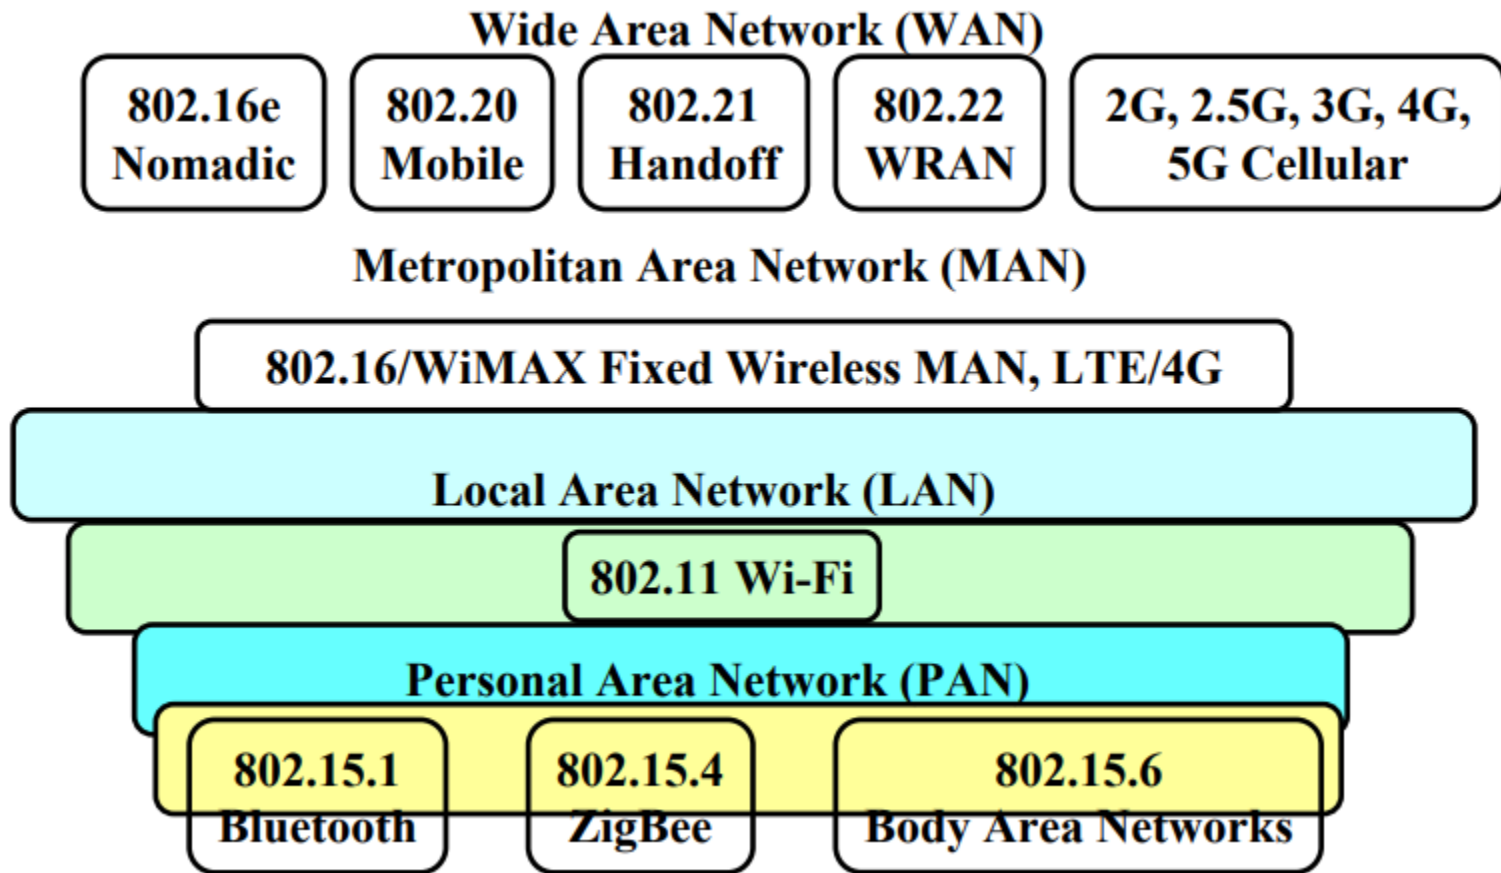 Wide Area Network (WAN)
802.16e
Nomadic
802.20
Mobile
802.21
Handoff
802.22
WRAN
2G, 2.5G, 3G, 4G,
5G Cellular
Metropolitan Area Network (MAN)
802.16/WiMAX Fixed Wireless MAN, LTE/4G
Local Area Network (LAN)
802.11 Wi-Fi
Personal Area Network (PAN)
802.15.1
Bluetooth
802.15.4
ZigBee
802.15.6
Body Area Networks